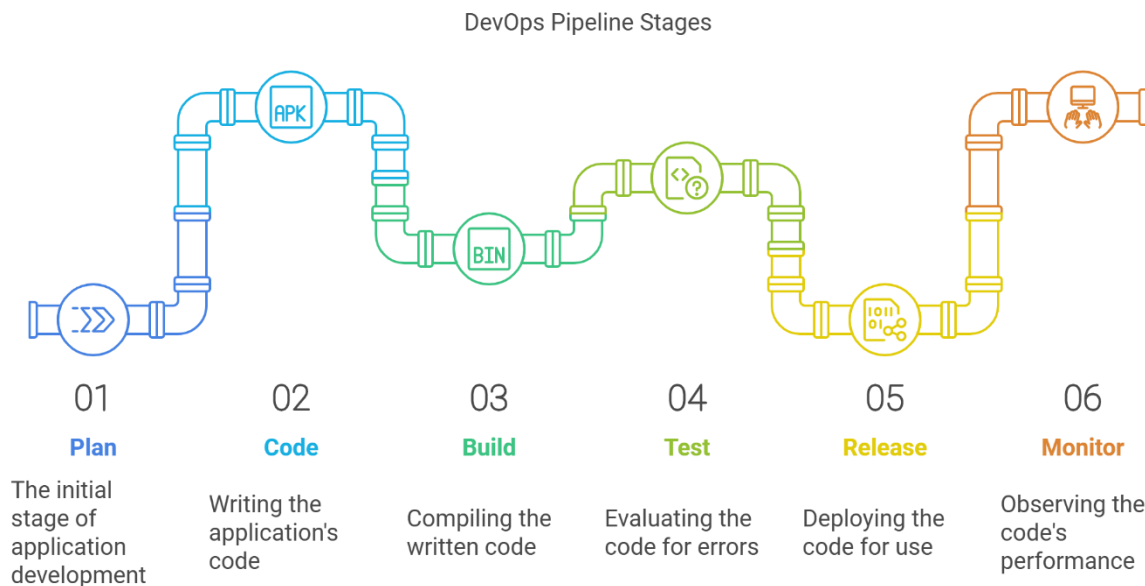 DevOps Pipeline Stages
APK
BIN
1011
01
01
02
03
04
05
06
Plan
Code
Build
Test
Release
Monitor
The initial
stage of
application
development
Writing the
application's
code
Compiling the
written code
Evaluating the
code for errors
Deploying the
code for use
Observing the
code's
performance